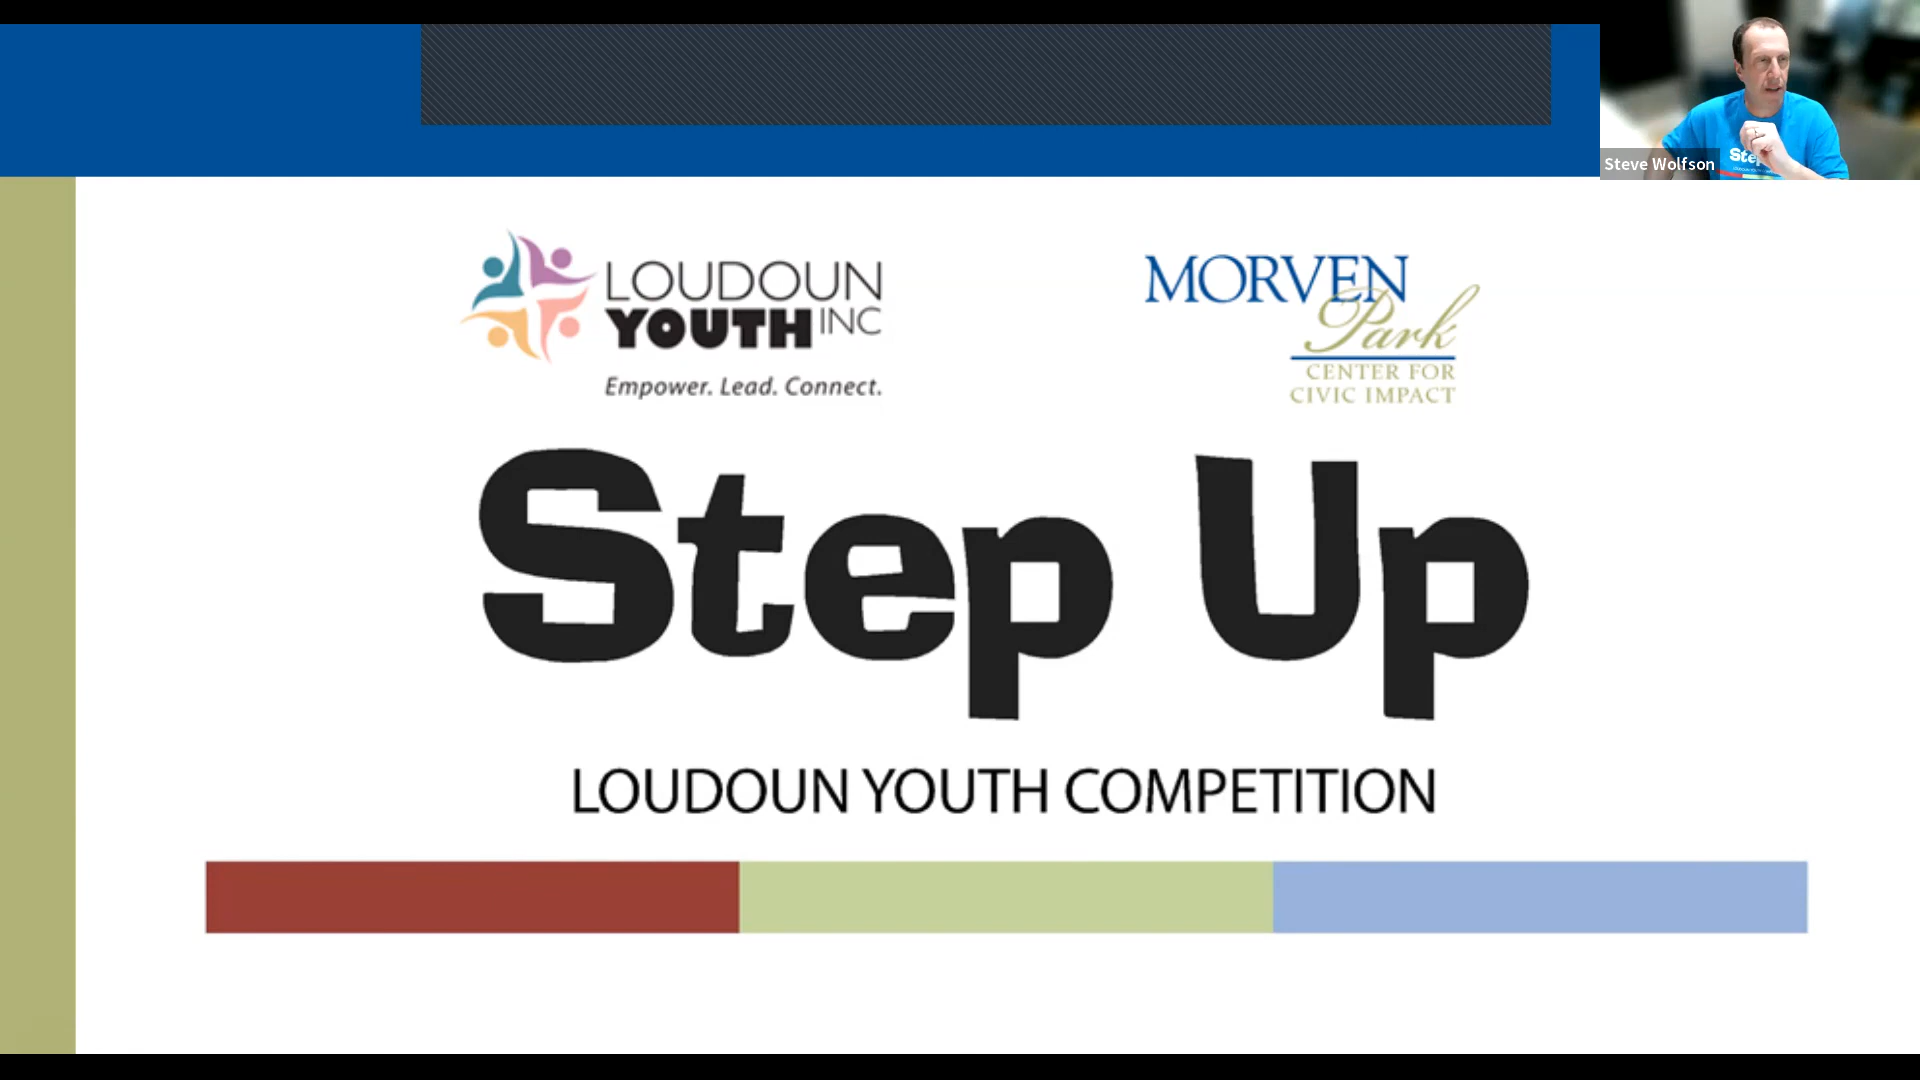 Steve Wolfson
Step
LOUDOUN
YOUTH INC
Empower. Lead. Connect.
MORVEN
Park
CENTER FOR
CIVIC IMPACT
Step Up
LOUDOUN YOUTH COMPETITION